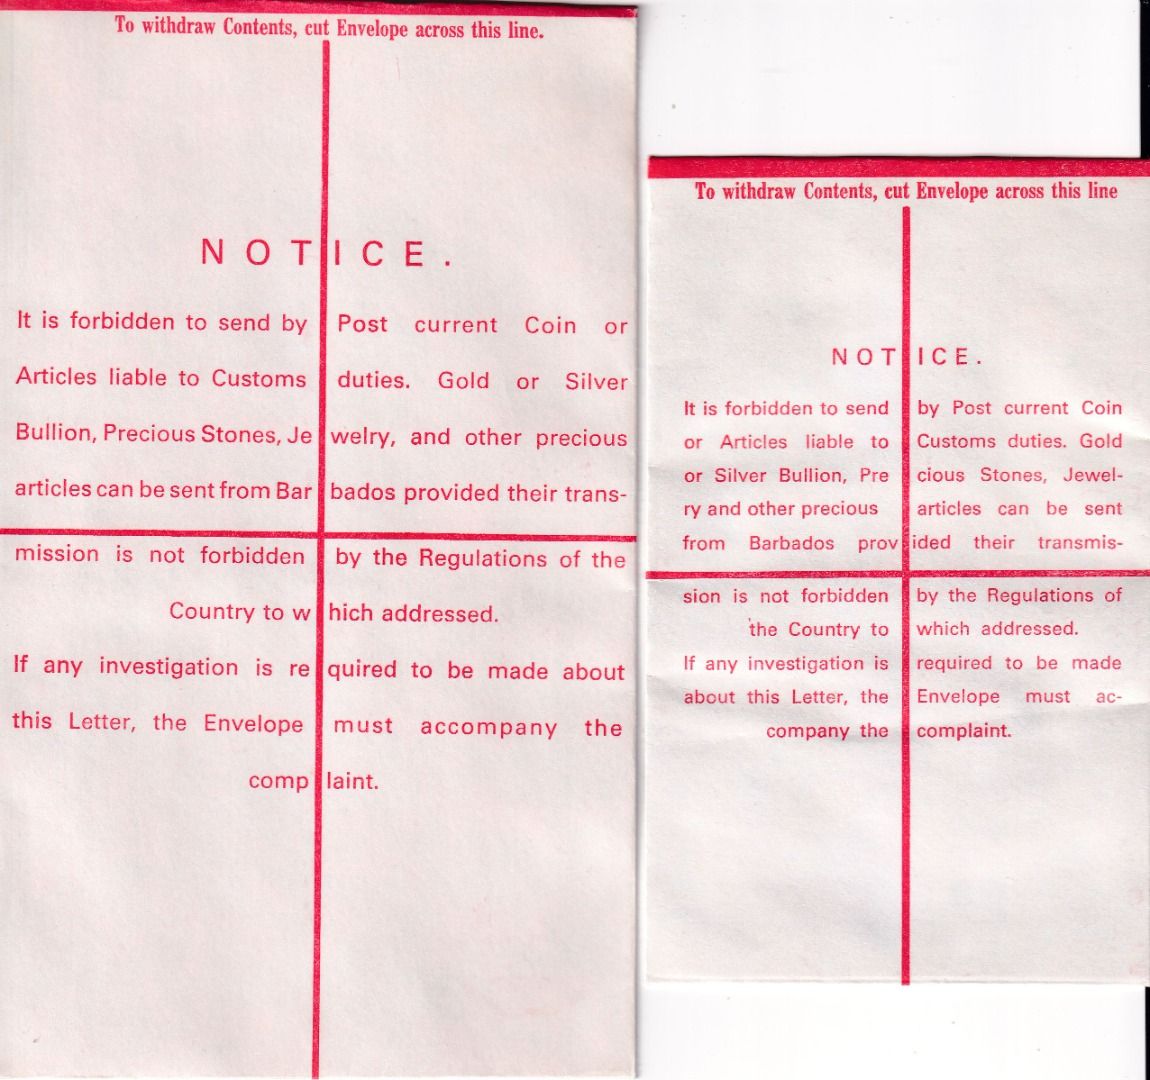 To withdraw Contents, cut Envelope across this line.
NOTICE.
It is forbidden to send by Post current Coin or
Articles liable to Customs duties. Gold or Silver
Bullion, Precious Stones, Jewelry, and other precious
articles can be sent from Barbados provided their trans-
mission is not forbidden by the Regulations of the
Country to which addressed.
If any investigation is required to be made about
this Letter, the Envelope must accompany the
complaint.
To withdraw Contents, cut Envelope across this line
NOTICE.
It is forbidden to send by Post current Coin
or Articles liable to Customs duties. Gold
or Silver Bullion, Precious Stones, Jewel-
ry and other precious articles can be sent
from Barbados provided their transmis-
sion is not forbidden by the Regulations of
the Country to which addressed.
If any investigation is required to be made
about this Letter, the Envelope must ac-
company the complaint.